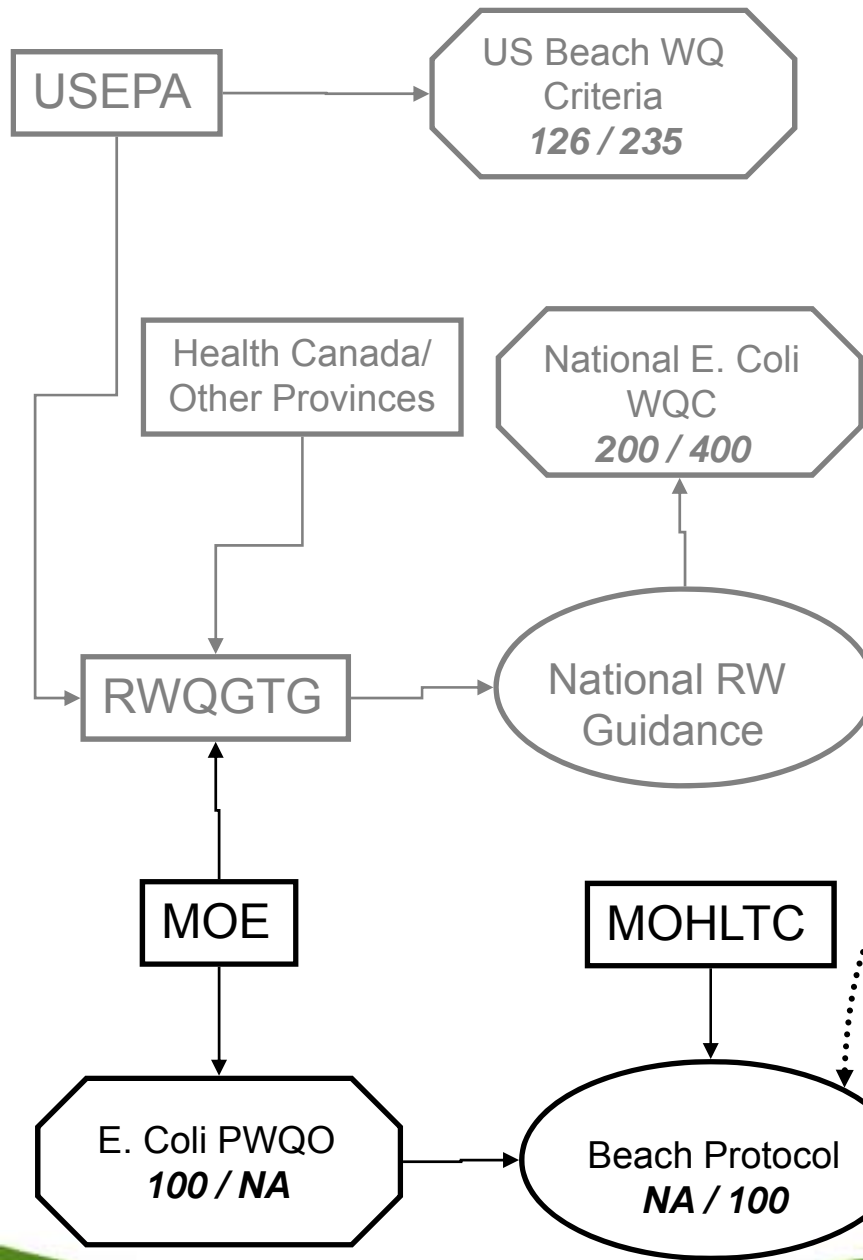 USEPA
US Beach WQ
Criteria
126 / 235
Health Canada/
Other Provinces
National E. Coli
WQC
200 / 400
RWQGTG
National RW
Guidance
MOE
MOHLTC
E. Coli PWQO
100 / NA
Beach Protocol
NA / 100